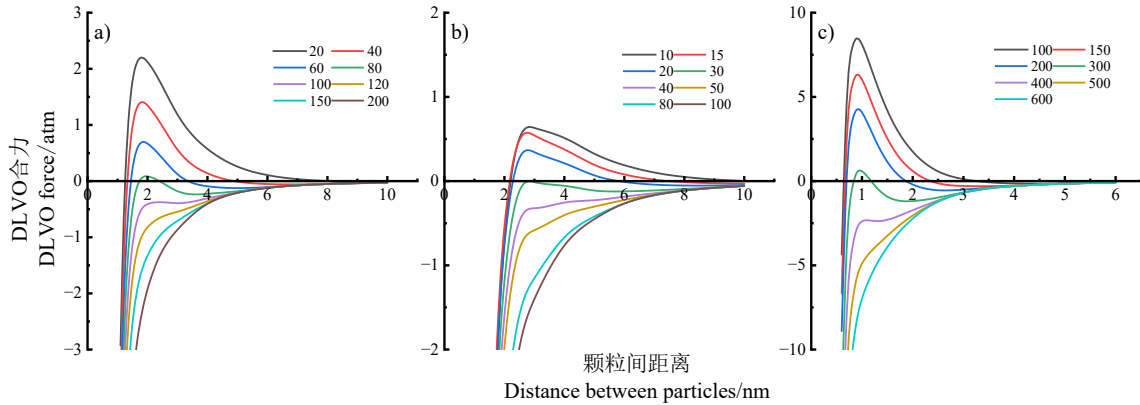 a)
20 40
60 80
100 120
150 200
3
2
1
0
−1
−2
−3
0 2 4 6 8 10
b)
10 15
20 30
40 50
80 100
2
1
0
−1
−2
0 2 4 6 8 10
c)
100 150
200 300
400 500
600
10
5
0
−5
−10
0 1 2 3 4 5 6
DLVO合力
DLVO force/atm
颗粒间距离
Distance between particles/nm